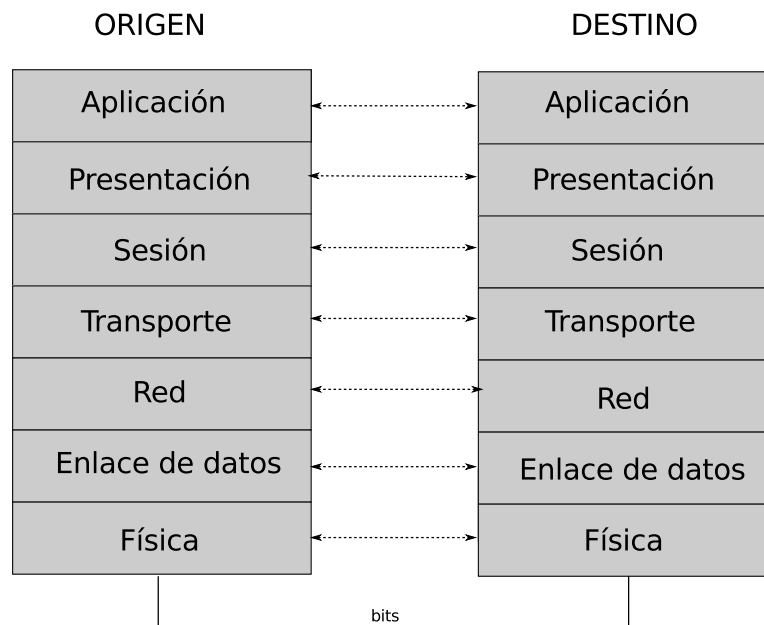 ORIGEN
DESTINO
Aplicación
Aplicación
Presentación
Presentación
Sesión
Sesión
Transporte
Transporte
Red
Red
Enlace de datos
Enlace de datos
Física
Física
bits